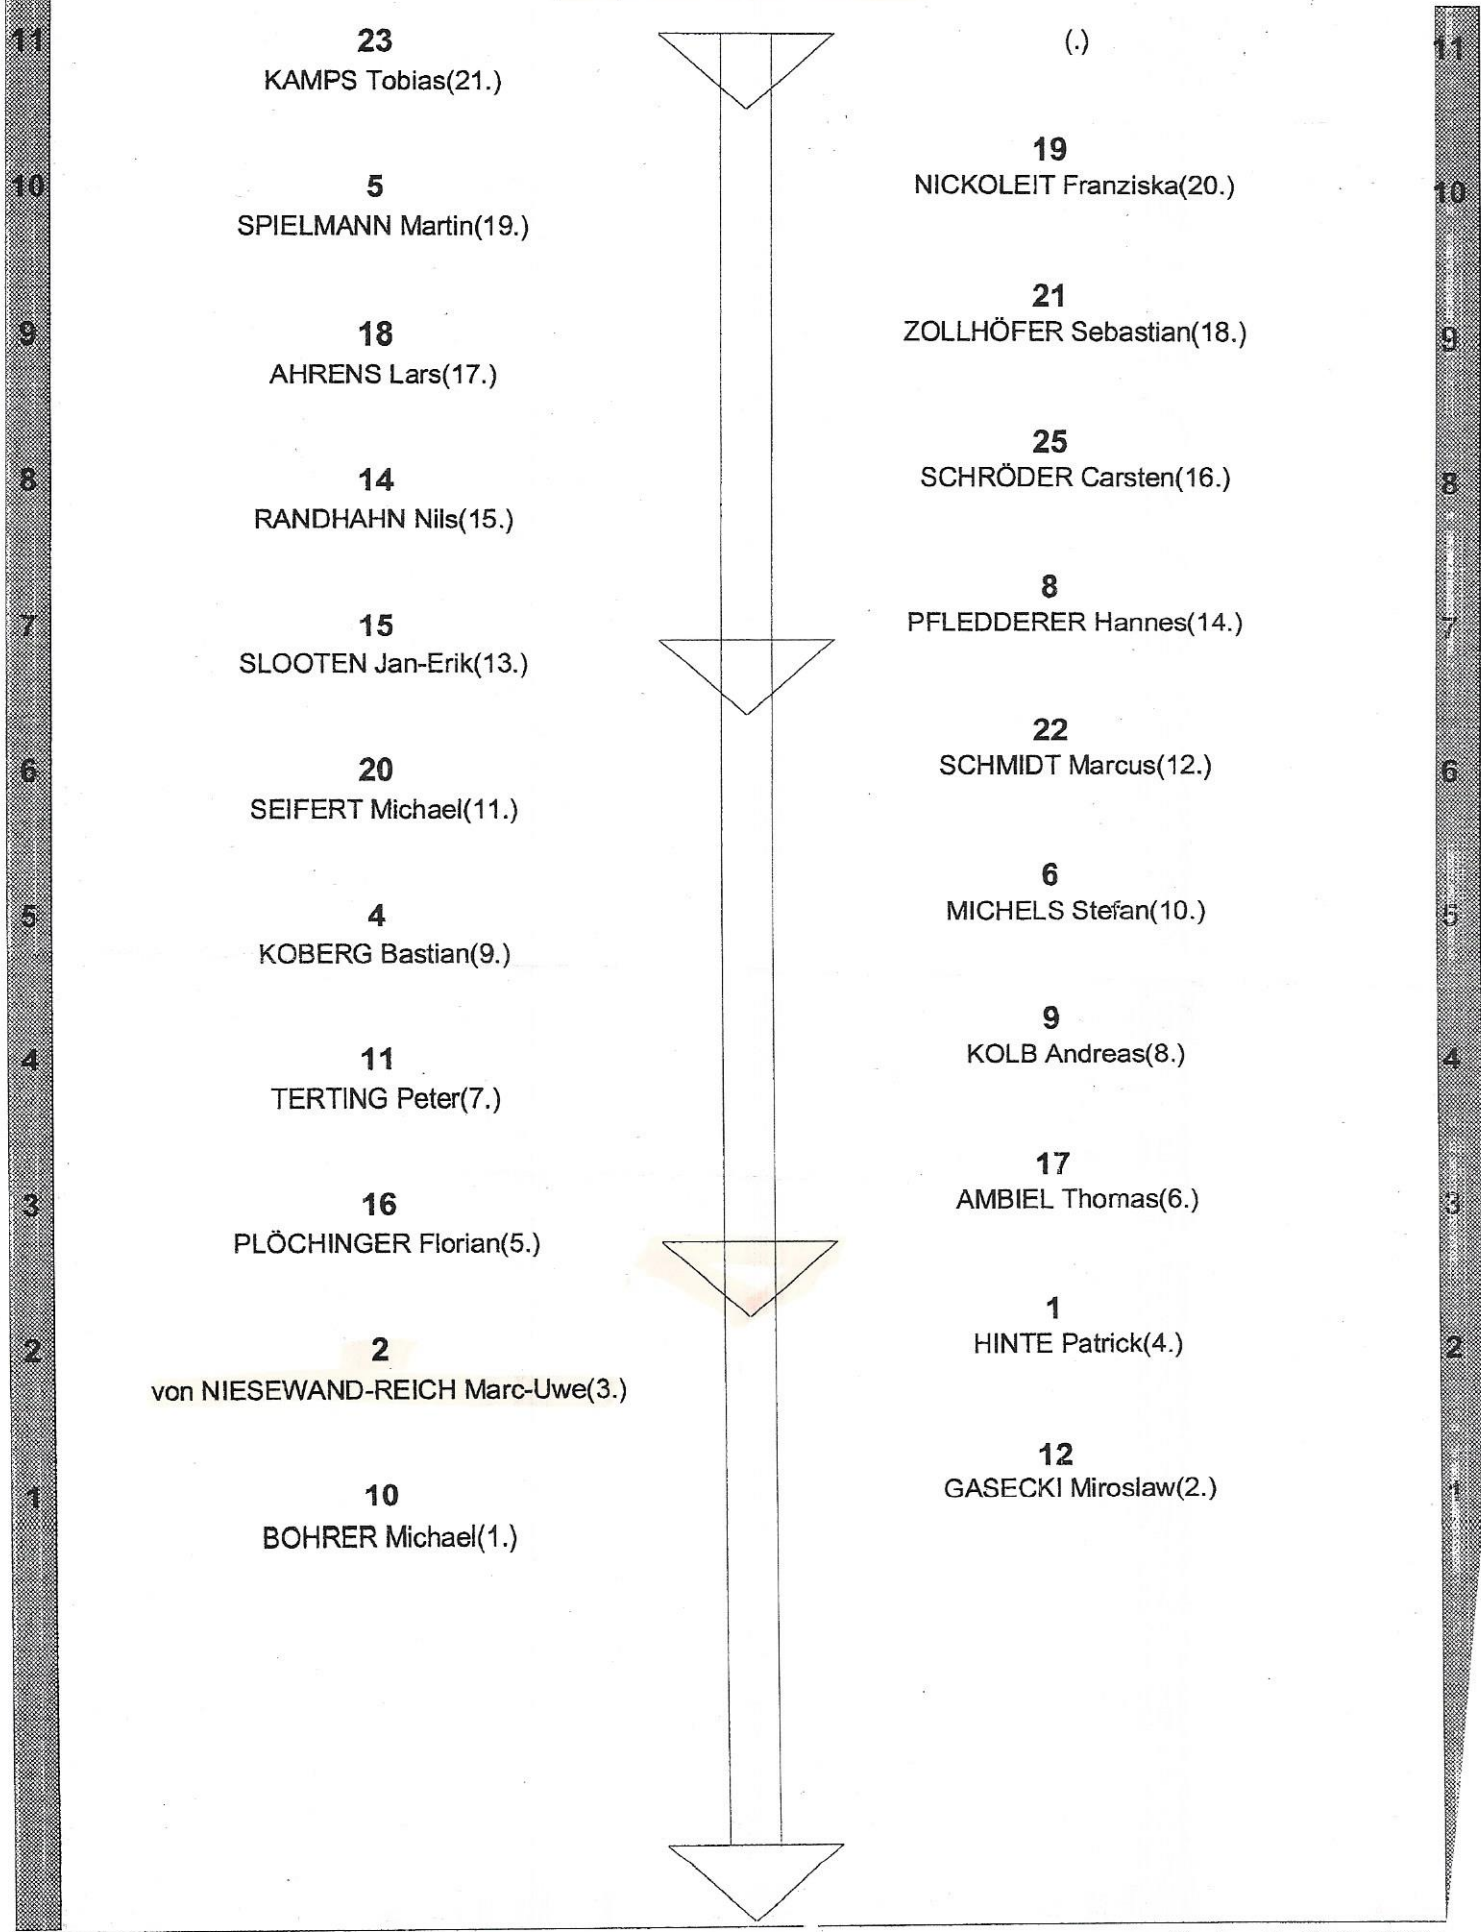 11
23
KAMPS Tobias(21.)
(.)
11
19
NICKOLEIT Franziska(20.)
10
5
SPIELMANN Martin(19.)
10
21
ZOLLHÖFER Sebastian(18.)
9
18
AHRENS Lars(17.)
9
25
SCHRÖDER Carsten(16.)
8
14
RANDHAHN Nils(15.)
8
8
PFLEDDERER Hannes(14.)
7
15
SLOOTEN Jan-Erik(13.)
7
22
SCHMIDT Marcus(12.)
6
20
SEIFERT Michael(11.)
6
6
MICHELS Stefan(10.)
5
4
KOBERG Bastian(9.)
5
9
KOLB Andreas(8.)
4
11
TERTING Peter(7.)
4
17
AMBIEL Thomas(6.)
3
16
PLÖCHINGER Florian(5.)
3
1
HINTE Patrick(4.)
2
2
von NIESEWAND-REICH Marc-Uwe(3.)
2
12
GASECKI Miroslaw(2.)
1
10
BOHRER Michael(1.)
1